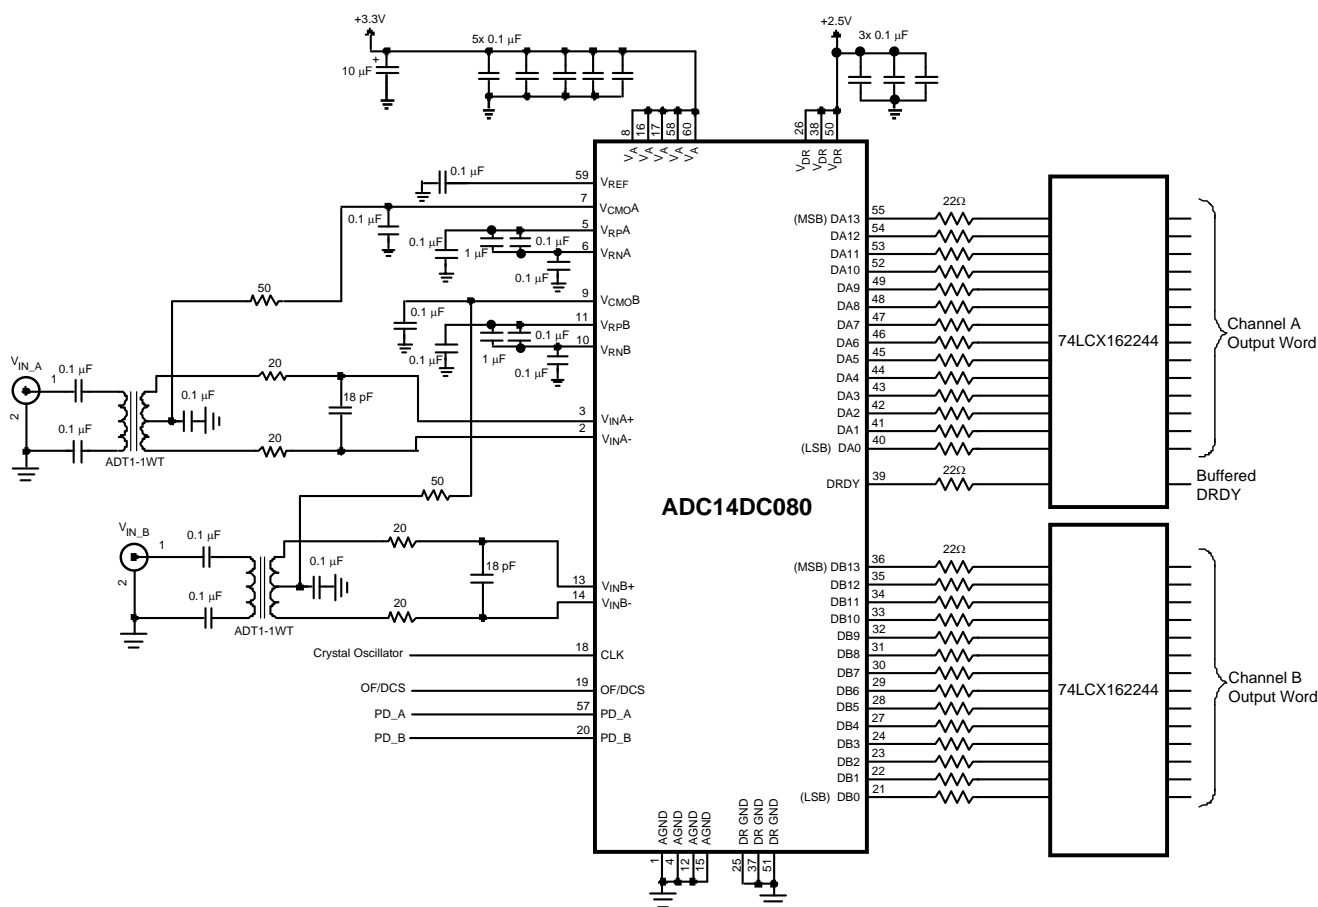 +3.3V
+2.5V
5x 0.1 µF
3x 0.1 µF
10 µF
+
8
16
17
58
60
26
38
50
VA
VA
VA
VA
VA
VDR
VDR
VDR
0.1 µF
59
VREF
7
VCMOA
0.1 µF
5
VRPA
0.1 µF
1 µF
0.1 µF
6
VRNA
0.1 µF
50
9
VCMOB
0.1 µF
11
VRPB
0.1 µF
1 µF
0.1 µF
10
VRNB
0.1 µF
VIN_A
1
2
0.1 µF
0.1 µF
ADT1-1WT
0.1 µF
20
20
18 pF
3
VINA+
2
VINA-
50
VIN_B
1
2
0.1 µF
0.1 µF
ADT1-1WT
0.1 µF
20
20
18 pF
13
VINB+
14
VINB-
Crystal Oscillator
18
CLK
OF/DCS
19
OF/DCS
PD_A
57
PD_A
PD_B
20
PD_B
ADC14DC080
AGND
AGND
AGND
AGND
1
4
12
15
DR GND
DR GND
DR GND
25
37
51
(MSB) DA13
55
22Ω
DA12
54
DA11
53
DA10
52
DA9
49
DA8
48
DA7
47
DA6
46
DA5
45
DA4
44
DA3
43
DA2
42
DA1
41
(LSB) DA0
40
DRDY
39
22Ω
74LCX162244
Channel A
Output Word
Buffered
DRDY
(MSB) DB13
36
22Ω
DB12
35
DB11
34
DB10
33
DB9
32
DB8
31
DB7
30
DB6
29
DB5
28
DB4
27
DB3
24
DB2
23
DB1
22
(LSB) DB0
21
74LCX162244
Channel B
Output Word